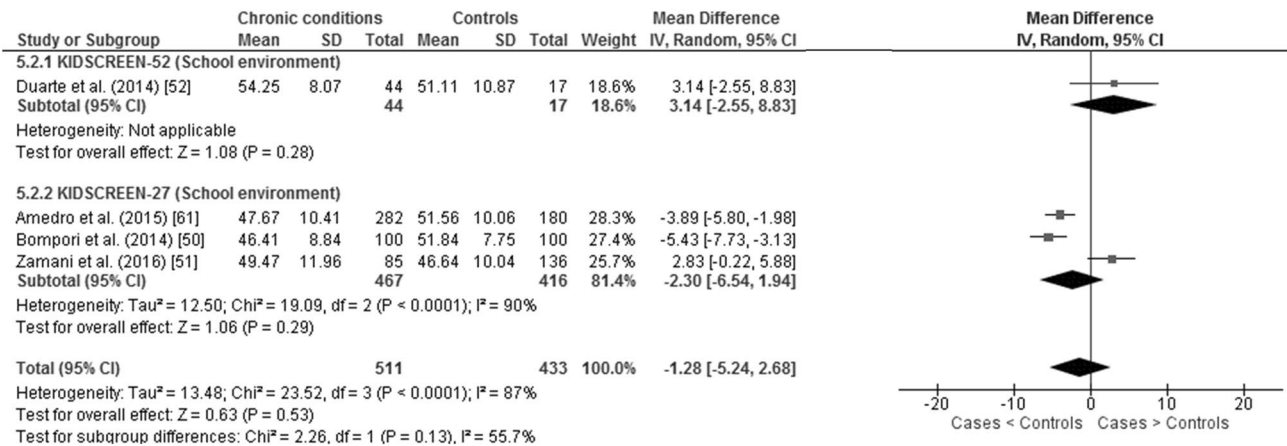 Chronic conditions Controls Mean Difference Mean Difference
Study or Subgroup Mean SD Total Mean SD Total Weight IV, Random, 95% CI IV, Random, 95% CI
5.2.1 KIDSCREEN-52 (School environment)
Duarte et al. (2014) [52] 54.25 8.07 44 51.11 10.87 17 18.6% 3.14 [-2.55, 8.83]
Subtotal (95% CI) 44 17 18.6% 3.14 [-2.55, 8.83]
Heterogeneity: Not applicable
Test for overall effect: Z = 1.08 (P = 0.28)
5.2.2 KIDSCREEN-27 (School environment)
Amedro et al. (2015) [61] 47.67 10.41 282 51.56 10.06 180 28.3% -3.89 [-5.80, -1.98]
Bompori et al. (2014) [50] 46.41 8.84 100 51.84 7.75 100 27.4% -5.43 [-7.73, -3.13]
Zamani et al. (2016) [51] 49.47 11.96 85 46.64 10.04 136 25.7% 2.83 [-0.22, 5.88]
Subtotal (95% CI) 467 416 81.4% -2.30 [-6.54, 1.94]
Heterogeneity: Tau² = 12.50; Chi² = 19.09, df = 2 (P < 0.0001); I² = 90%
Test for overall effect: Z = 1.06 (P = 0.29)
Total (95% CI) 511 433 100.0% -1.28 [-5.24, 2.68]
Heterogeneity: Tau² = 13.48; Chi² = 23.52, df = 3 (P < 0.0001); I² = 87%
Test for overall effect: Z = 0.63 (P = 0.53)
Test for subgroup differences: Chi² = 2.26, df = 1 (P = 0.13), I² = 55.7%
-20 -10 0 10 20
Cases < Controls Cases > Controls